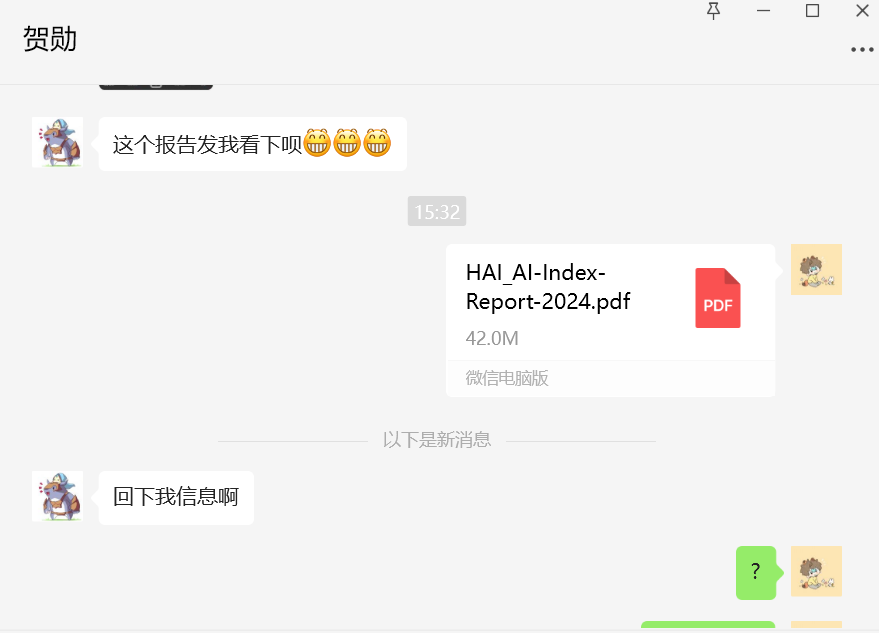 贺勋
这个报告发我看下呗😁😁😁
15:32
HAI_AI-Index-
Report-2024.pdf
PDF
42.0M
微信电脑版
以下是新消息
回下我信息啊
?